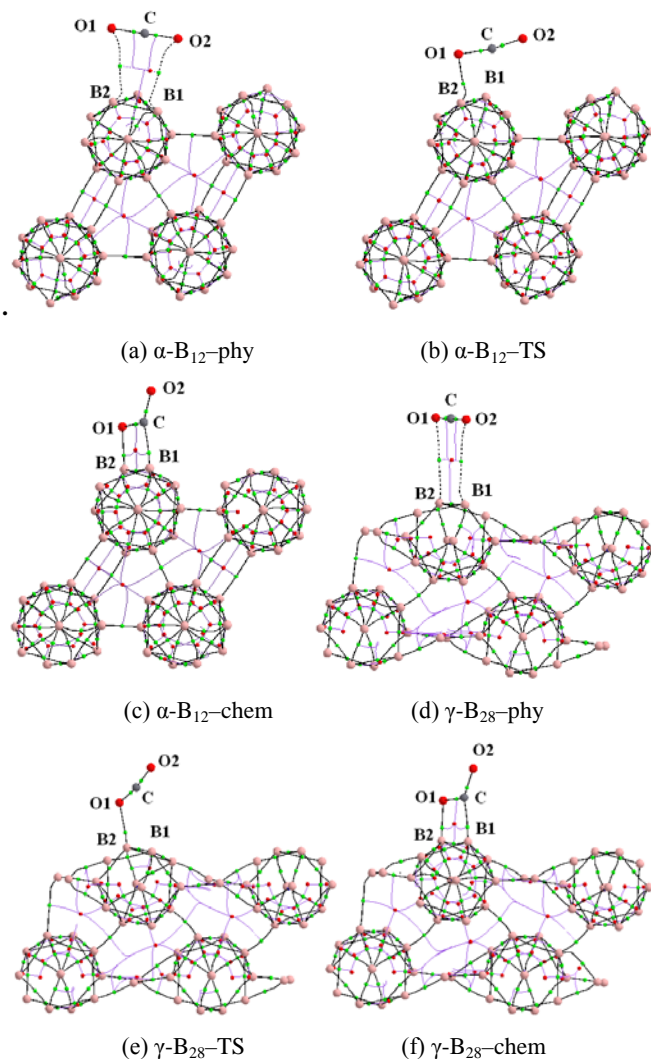 O1 C O2
B2 B1
C O2
O1
B2 B1
.
(a) α-B₁₂–phy (b) α-B₁₂–TS
O2
O1 C
B2 B1
O1 C O2
B2 B1
(c) α-B₁₂–chem (d) γ-B₂₈–phy
O2
O1 C
B2 B1
O2
O1 C
B2 B1
(e) γ-B₂₈–TS (f) γ-B₂₈–chem